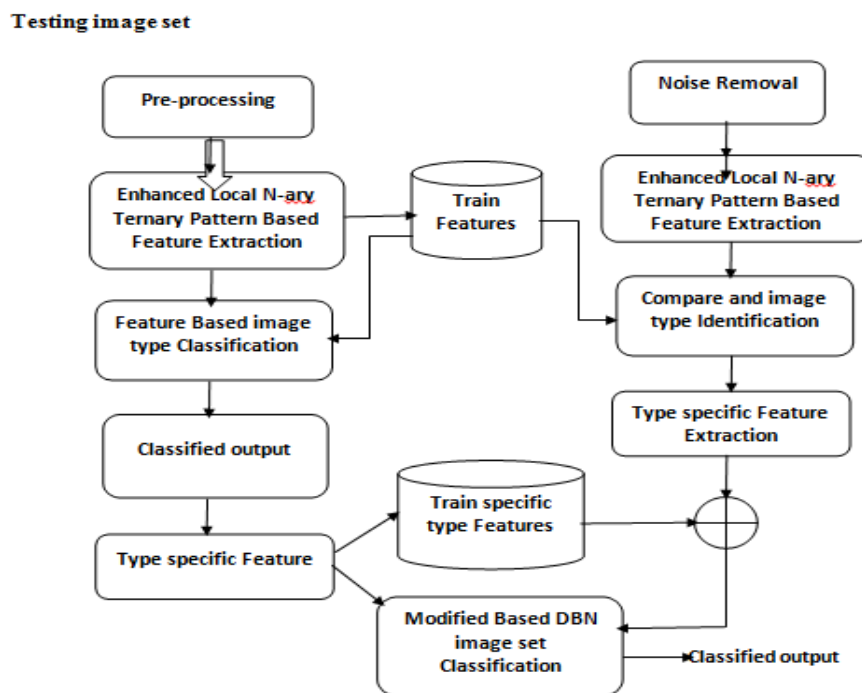 Testing image set
Pre-processing
Noise Removal
Enhanced Local N-ary
Ternary Pattern Based
Feature Extraction
Train
Features
Enhanced Local N-ary
Ternary Pattern Based
Feature Extraction
Feature Based image
type Classification
Compare and image
type Identification
Classified output
Type specific Feature
Extraction
Train specific
type Features
Type specific Feature
Modified Based DBN
image set
Classification
Classified output